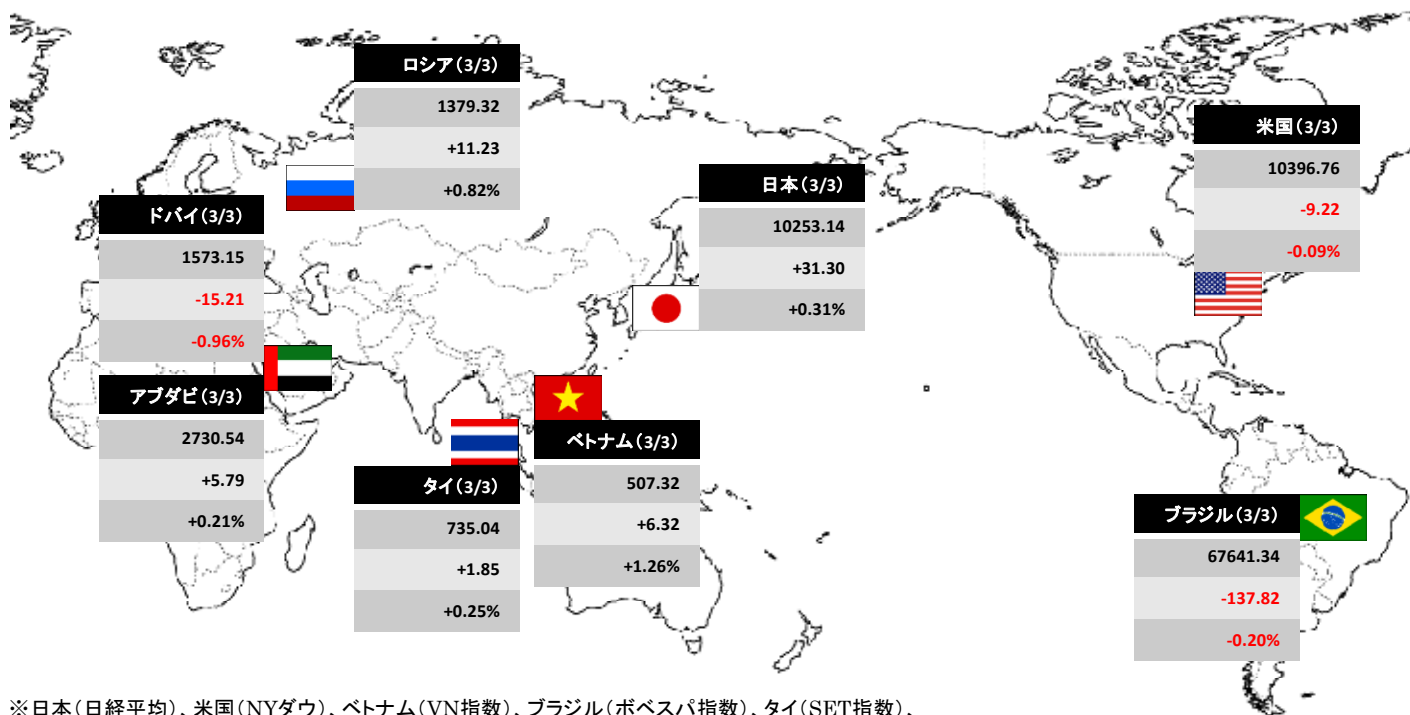 ロシア(3/3)
1379.32
+11.23
+0.82%
米国(3/3)
10396.76
-9.22
-0.09%
日本(3/3)
10253.14
+31.30
+0.31%
ドバイ(3/3)
1573.15
-15.21
-0.96%
アブダビ(3/3)
2730.54
+5.79
+0.21%
ベトナム(3/3)
507.32
+6.32
+1.26%
タイ(3/3)
735.04
+1.85
+0.25%
ブラジル(3/3)
67641.34
-137.82
-0.20%
※日本(日経平均)、米国(NYダウ)、ベトナム(VN指数)、ブラジル(ボベスパ指数)、タイ(SET指数)、